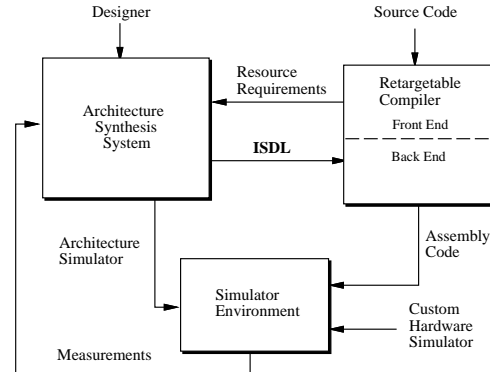 Designer
Source Code
Architecture
Synthesis
System
Resource
Requirements
Retargetable
Compiler
Front End
Back End
ISDL
Architecture
Simulator
Assembly
Code
Simulator
Environment
Custom
Hardware
Simulator
Measurements